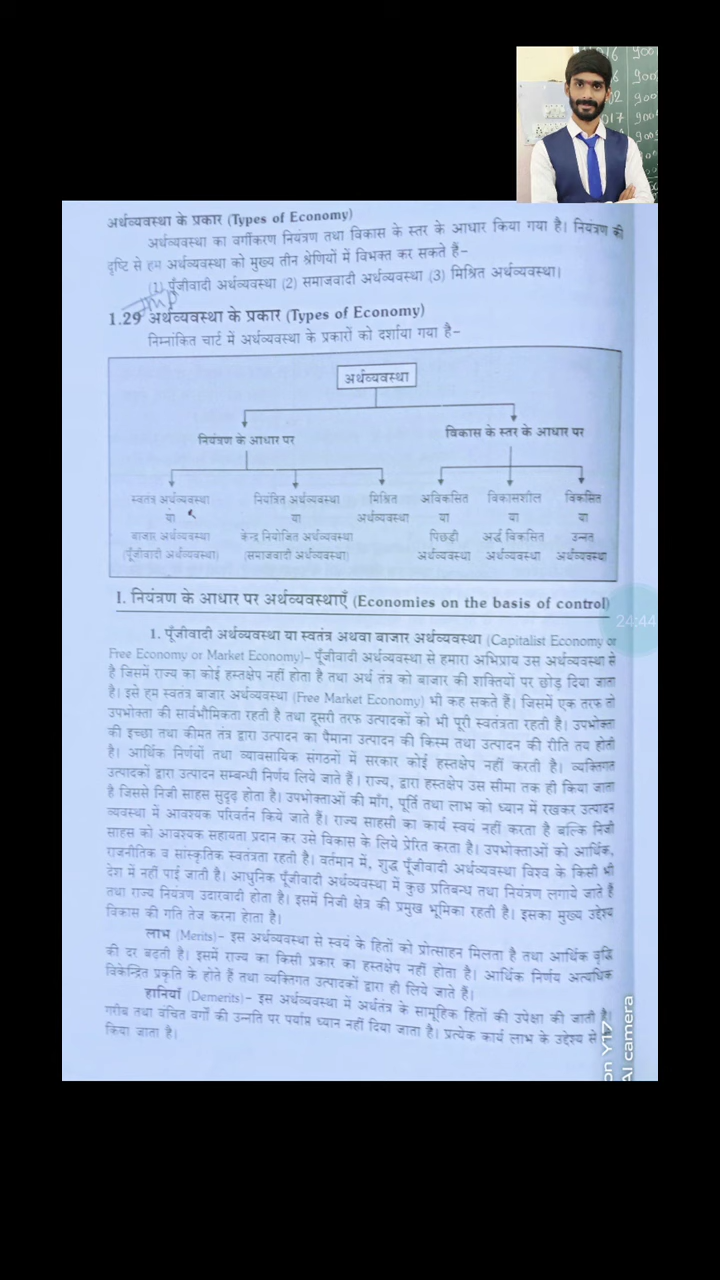 016 900
6 900
02 900
017 900
900
अर्थव्यवस्था के प्रकार (Types of Economy)
अर्थव्यवस्था का वर्गीकरण नियंत्रण तथा विकास के स्तर के आधार किया गया है। नियंत्रण की
दृष्टि से हम अर्थव्यवस्था को मुख्य तीन श्रेणियों में विभक्त कर सकते हैं–
(1) पूँजीवादी अर्थव्यवस्था (2) समाजवादी अर्थव्यवस्था (3) मिश्रित अर्थव्यवस्था।
Imp
1.29 अर्थव्यवस्था के प्रकार (Types of Economy)
निम्नांकित चार्ट में अर्थव्यवस्था के प्रकारों को दर्शाया गया है–
अर्थव्यवस्था
नियंत्रण के आधार पर विकास के स्तर के आधार पर
स्वतंत्र अर्थव्यवस्था नियंत्रित अर्थव्यवस्था मिश्रित अविकसित विकासशील विकसित
या या अर्थव्यवस्था या या या
बाजार अर्थव्यवस्था केन्द्र नियोजित अर्थव्यवस्था पिछड़ी अर्द्ध विकसित उन्नत
(पूँजीवादी अर्थव्यवस्था) (समाजवादी अर्थव्यवस्था) अर्थव्यवस्था अर्थव्यवस्था अर्थव्यवस्था
I. नियंत्रण के आधार पर अर्थव्यवस्थाएँ (Economies on the basis of control)
24:44
1. पूँजीवादी अर्थव्यवस्था या स्वतंत्र अथवा बाजार अर्थव्यवस्था (Capitalist Economy or
Free Economy or Market Economy)– पूँजीवादी अर्थव्यवस्था से हमारा अभिप्राय उस अर्थव्यवस्था से
है जिसमें राज्य का कोई हस्तक्षेप नहीं होता है तथा अर्थ तंत्र को बाजार की शक्तियों पर छोड़ दिया जाता
है। इसे हम स्वतंत्र बाजार अर्थव्यवस्था (Free Market Economy) भी कह सकते हैं। जिसमें एक तरफ तो
उपभोक्ता की सार्वभौमिकता रहती है तथा दूसरी तरफ उत्पादकों को भी पूरी स्वतंत्रता रहती है। उपभोक्ता
की इच्छा तथा कीमत तंत्र द्वारा उत्पादन का पैमाना उत्पादन की किस्म तथा उत्पादन की रीति तय होती
है। आर्थिक निर्णयों तथा व्यावसायिक संगठनों में सरकार कोई हस्तक्षेप नहीं करती है। व्यक्तिगत
उत्पादकों द्वारा उत्पादन सम्बन्धी निर्णय लिये जाते हैं। राज्य, द्वारा हस्तक्षेप उस सीमा तक ही किया जाता
है जिससे निजी साहस सुदृढ़ होता है। उपभोक्ताओं की माँग, पूर्ति तथा लाभ को ध्यान में रखकर उत्पादन
व्यवस्था में आवश्यक परिवर्तन किये जाते हैं। राज्य साहसी का कार्य स्वयं नहीं करता है बल्कि निजी
साहस को आवश्यक सहायता प्रदान कर उसे विकास के लिये प्रेरित करता है। उपभोक्ताओं को आर्थिक,
राजनीतिक व सांस्कृतिक स्वतंत्रता रहती है। वर्तमान में, शुद्ध पूँजीवादी अर्थव्यवस्था विश्व के किसी भी
देश में नहीं पाई जाती है। आधुनिक पूँजीवादी अर्थव्यवस्था में कुछ प्रतिबन्ध तथा नियंत्रण लगाये जाते हैं
तथा राज्य नियंत्रण उदारवादी होता है। इसमें निजी क्षेत्र की प्रमुख भूमिका रहती है। इसका मुख्य उद्देश्य
विकास की गति तेज करना होता है।
लाभ (Merits)– इस अर्थव्यवस्था से स्वयं के हितों को प्रोत्साहन मिलता है तथा आर्थिक वृद्धि
की दर बढ़ती है। इसमें राज्य का किसी प्रकार का हस्तक्षेप नहीं होता है। आर्थिक निर्णय अत्यधिक
विकेन्द्रित प्रकृति के होते हैं तथा व्यक्तिगत उत्पादकों द्वारा ही लिये जाते हैं।
हानियाँ (Demerits)– इस अर्थव्यवस्था में अर्थतंत्र के सामूहिक हितों की उपेक्षा की जाती है।
गरीब तथा वंचित वर्गों की उन्नति पर पर्याप्त ध्यान नहीं दिया जाता है। प्रत्येक कार्य लाभ के उद्देश्य से
किया जाता है।
on Y17
AI camera